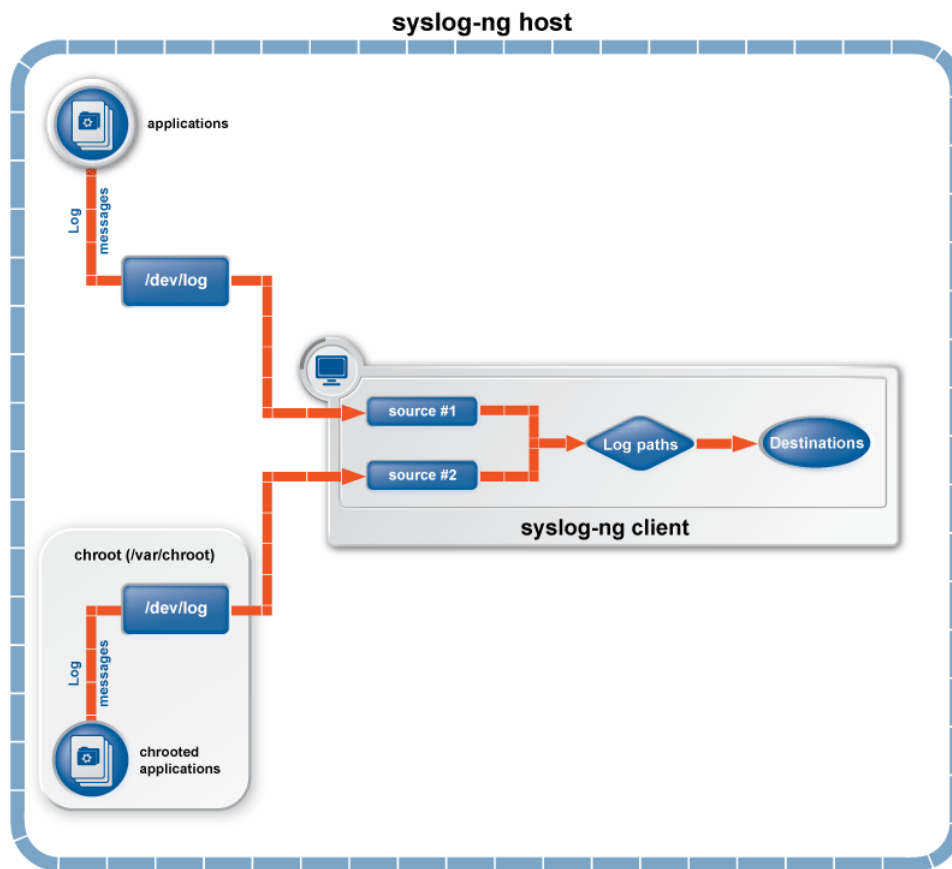 syslog-ng host
applications
Log
messages
/dev/log
source #1
source #2
Log paths
Destinations
syslog-ng client
chroot (/var/chroot)
/dev/log
Log
messages
chrooted
applications